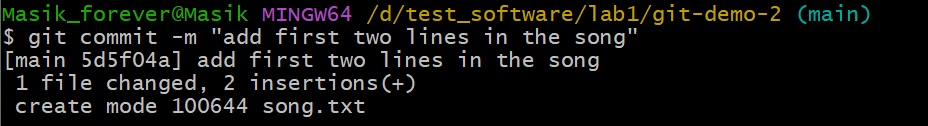 Masik_forever@Masik MINGW64 /d/test_software/lab1/git-demo-2 (main)
$ git commit -m "add first two lines in the song"
[main 5d5f04a] add first two lines in the song
 1 file changed, 2 insertions(+)
 create mode 100644 song.txt